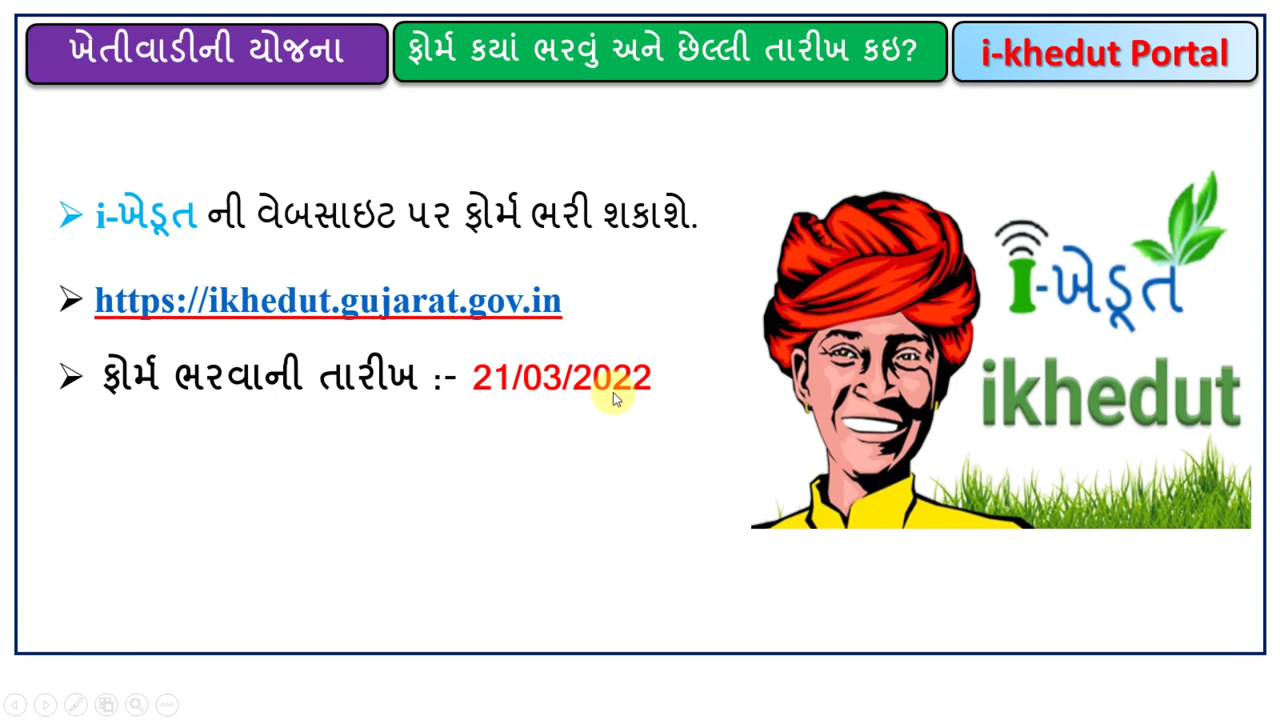 ખેતીવાડીની યોજના
ફોર્મ કયાં ભરવું અને છેલ્લી તારીખ કઇ?
i-khedut Portal
i-ખેડૂત ની વેબસાઇટ પર ફોર્મ ભરી શકાશે.
https://ikhedut.gujarat.gov.in
ફોર્મ ભરવાની તારીખ :- 21/03/2022
i-ખેડૂત
ikhedut